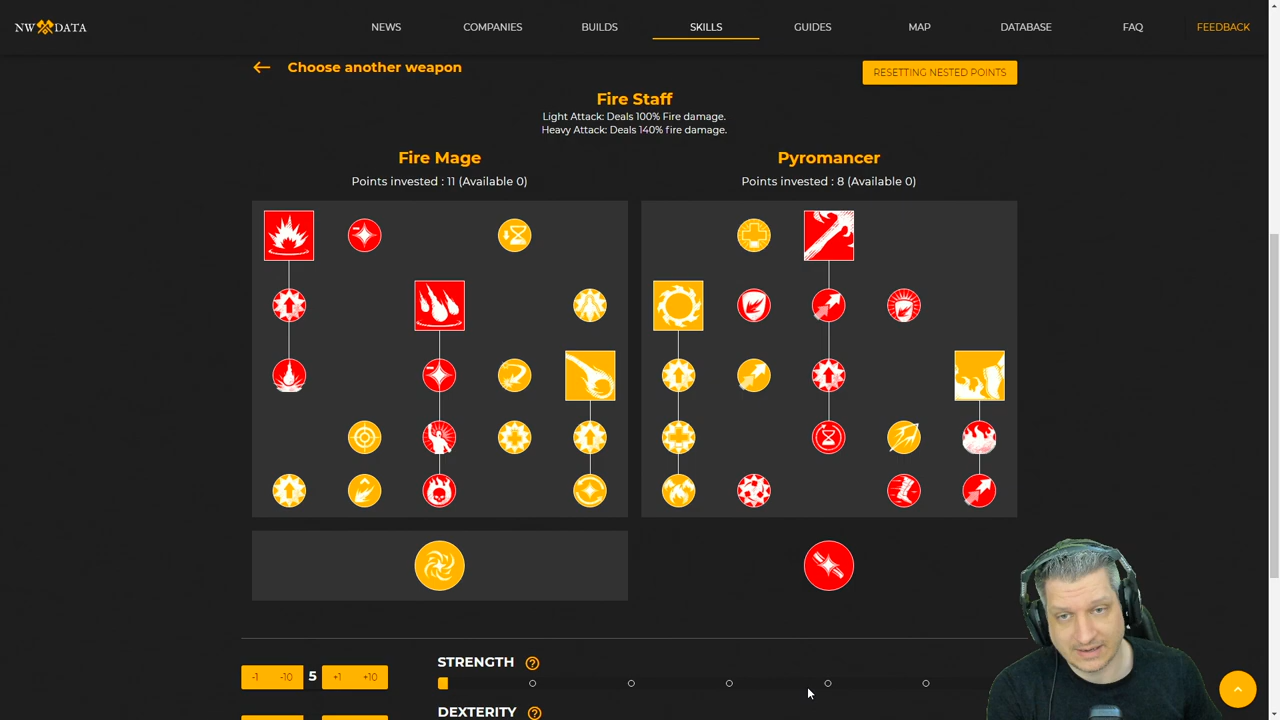 NW DATA
NEWS
COMPANIES
BUILDS
SKILLS
GUIDES
MAP
DATABASE
FAQ
FEEDBACK
Choose another weapon
RESETTING NESTED POINTS
Fire Staff
Light Attack: Deals 100% Fire damage.
Heavy Attack: Deals 140% fire damage.
Fire Mage
Points invested : 11 (Available 0)
Pyromancer
Points invested : 8 (Available 0)
STRENGTH ?
-1 -10 5 +1 +10
DEXTERITY ?